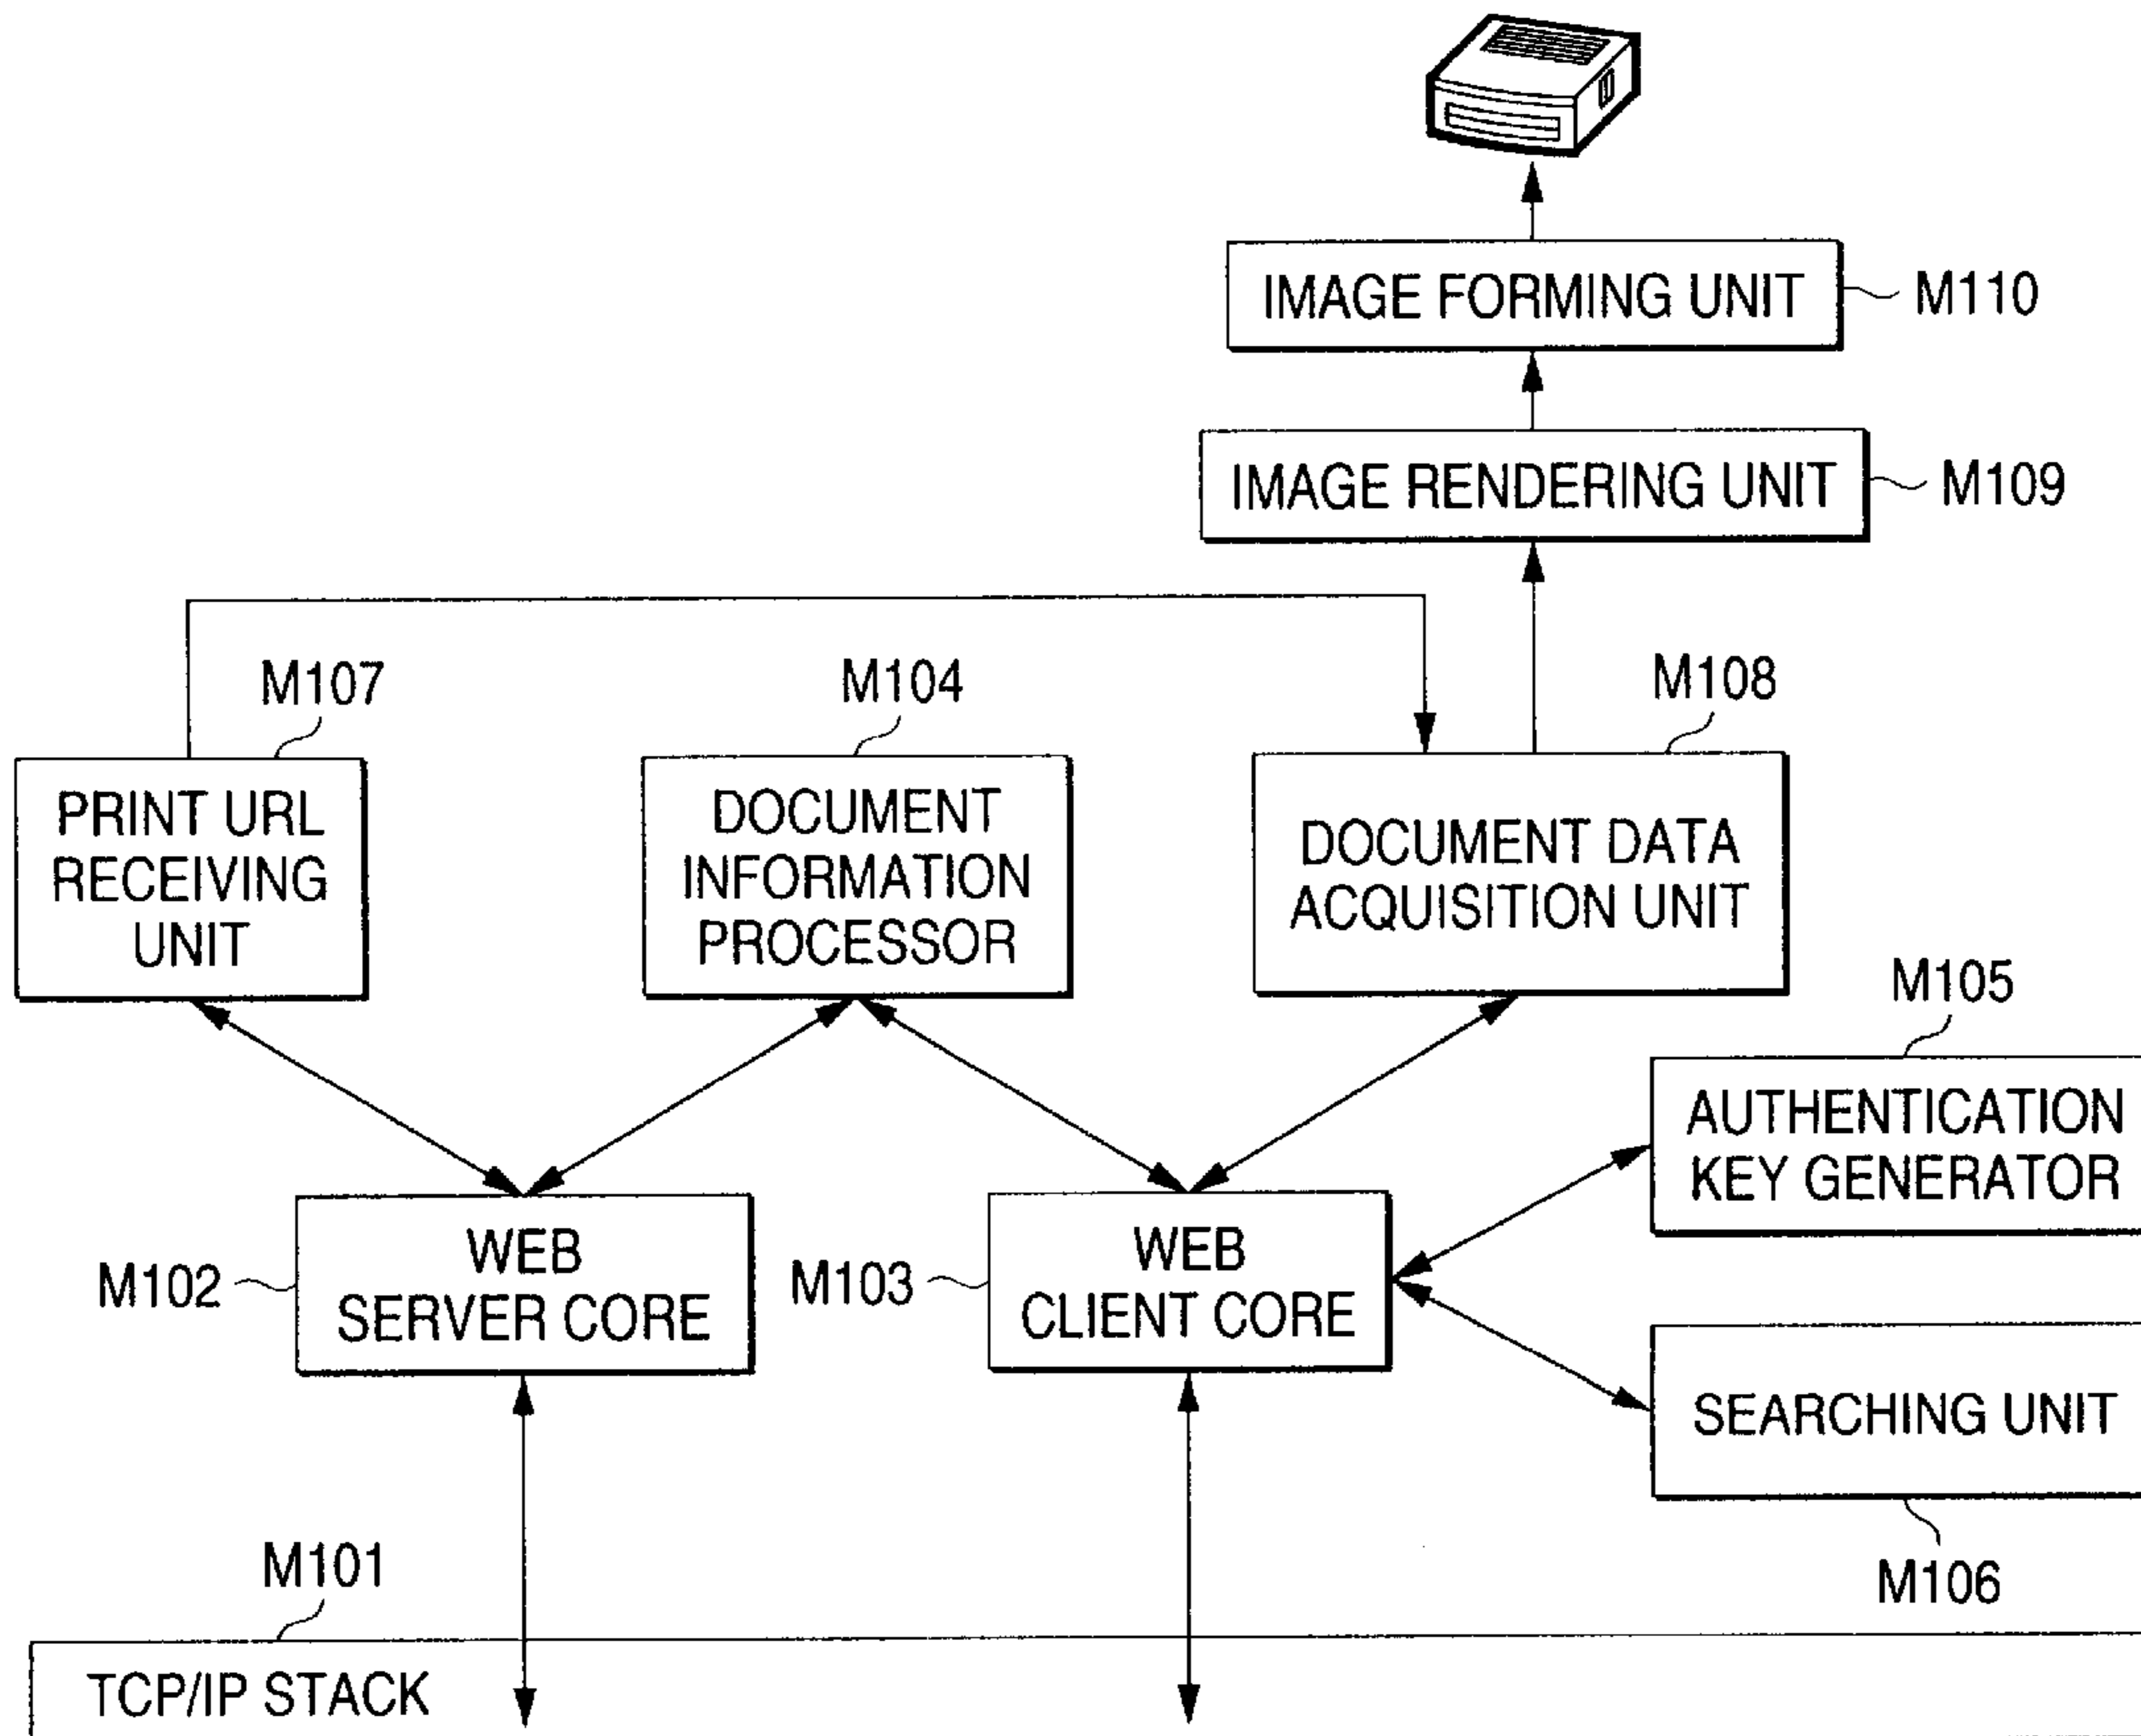 IMAGE FORMING UNIT
M110
IMAGE RENDERING UNIT
M109
M107
M104
M108
PRINT URL
RECEIVING
UNIT
DOCUMENT
INFORMATION
PROCESSOR
DOCUMENT DATA
ACQUISITION UNIT
M105
AUTHENTICATION
KEY GENERATOR
M102
WEB
SERVER CORE
M103
WEB
CLIENT CORE
SEARCHING UNIT
M106
M101
TCP/IP STACK